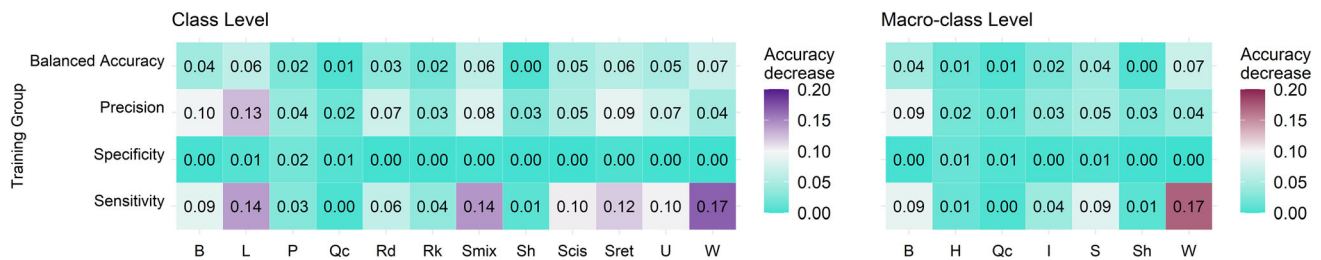 Class Level
Macro-class Level
Training Group
Balanced Accuracy 0.04 0.06 0.02 0.01 0.03 0.02 0.06 0.00 0.05 0.06 0.05 0.07
Precision 0.10 0.13 0.04 0.02 0.07 0.03 0.08 0.03 0.05 0.09 0.07 0.04
Specificity 0.00 0.01 0.02 0.01 0.00 0.00 0.00 0.00 0.00 0.00 0.00 0.00
Sensitivity 0.09 0.14 0.03 0.00 0.06 0.04 0.14 0.01 0.10 0.12 0.10 0.17
B L P Qc Rd Rk Smix Sh Scis Sret U W
Accuracy
decrease
0.20
0.15
0.10
0.05
0.00
0.04 0.01 0.01 0.02 0.04 0.00 0.07
0.09 0.02 0.01 0.03 0.05 0.03 0.04
0.00 0.01 0.01 0.00 0.01 0.00 0.00
0.09 0.01 0.00 0.04 0.09 0.01 0.17
B H Qc I S Sh W
Accuracy
decrease
0.20
0.15
0.10
0.05
0.00